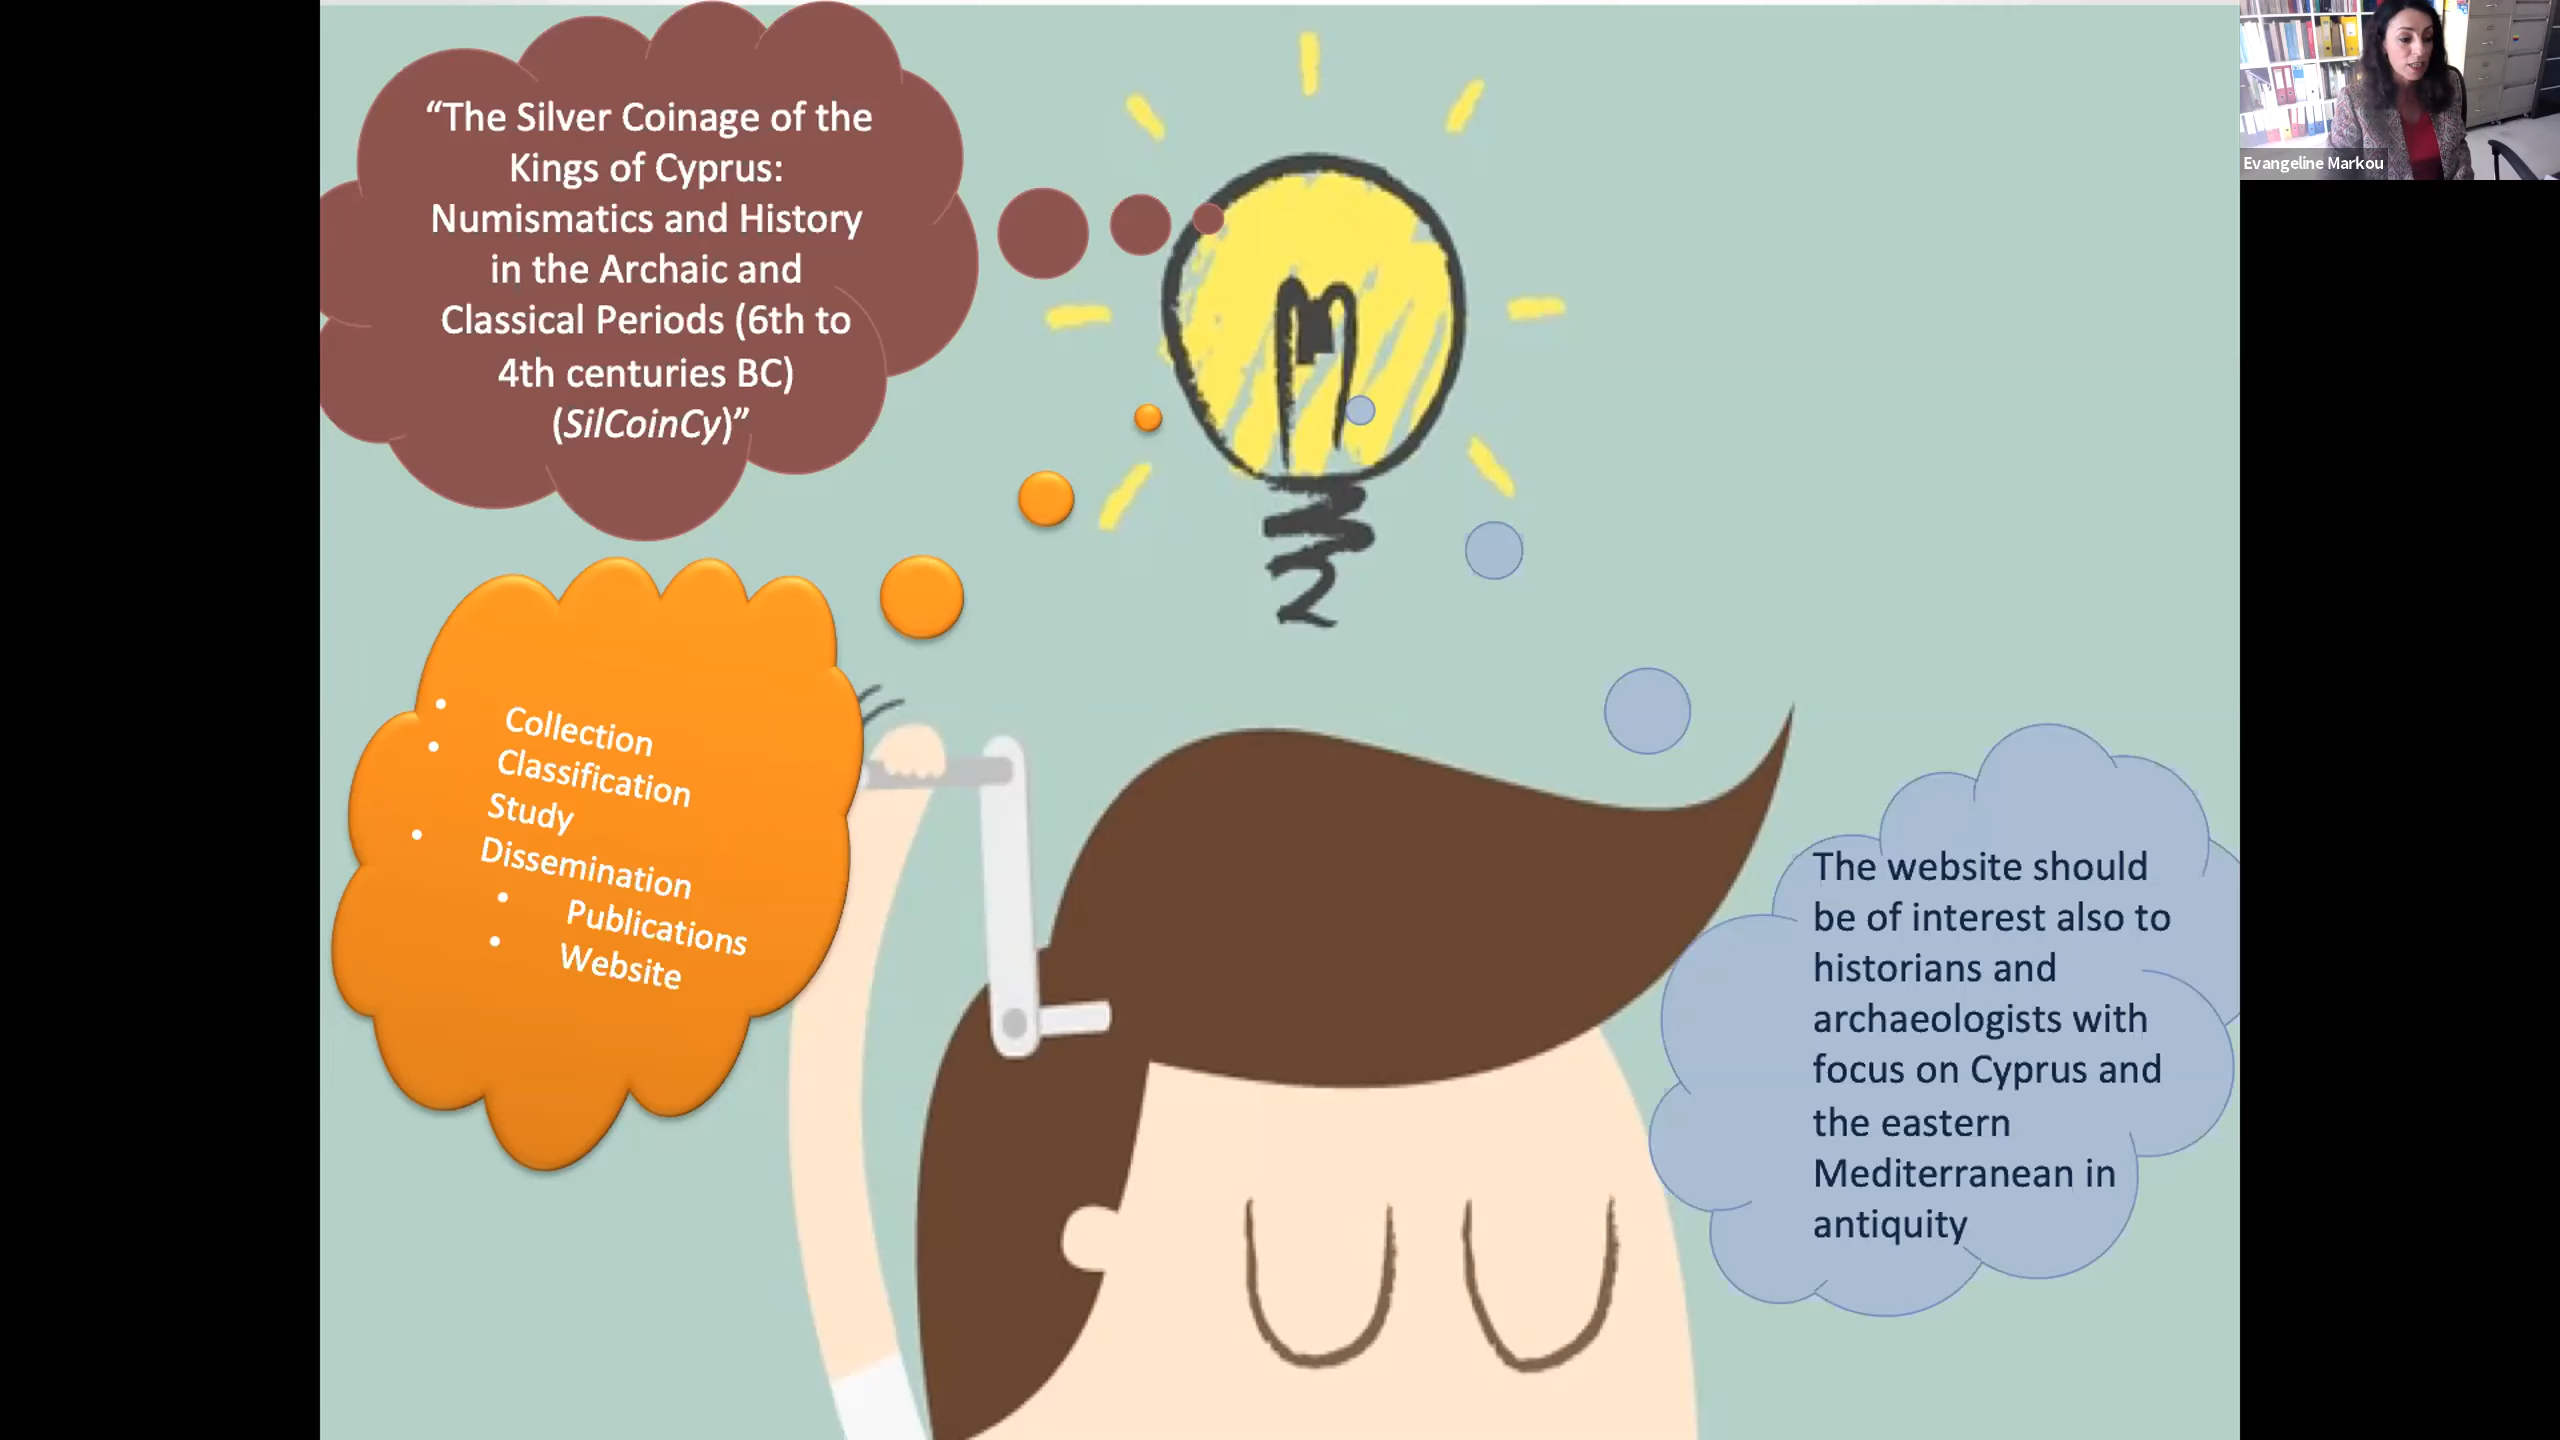 “The Silver Coinage of the
Kings of Cyprus:
Numismatics and History
in the Archaic and
Classical Periods (6th to
4th centuries BC)
(SilCoinCy)”
• Collection
• Classification
Study
• Dissemination
• Publications
• Website
The website should
be of interest also to
historians and
archaeologists with
focus on Cyprus and
the eastern
Mediterranean in
antiquity
Evangeline Markou